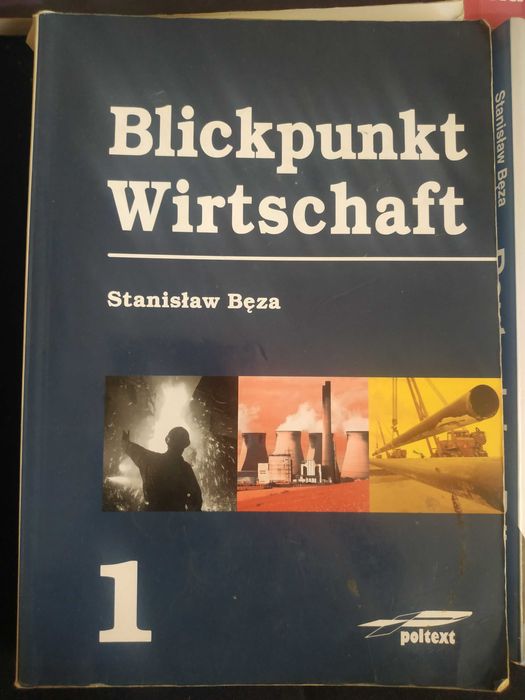 Blickpunkt
Wirtschaft
Stanisław Bęza
1
poltext
Stanisław Bęza